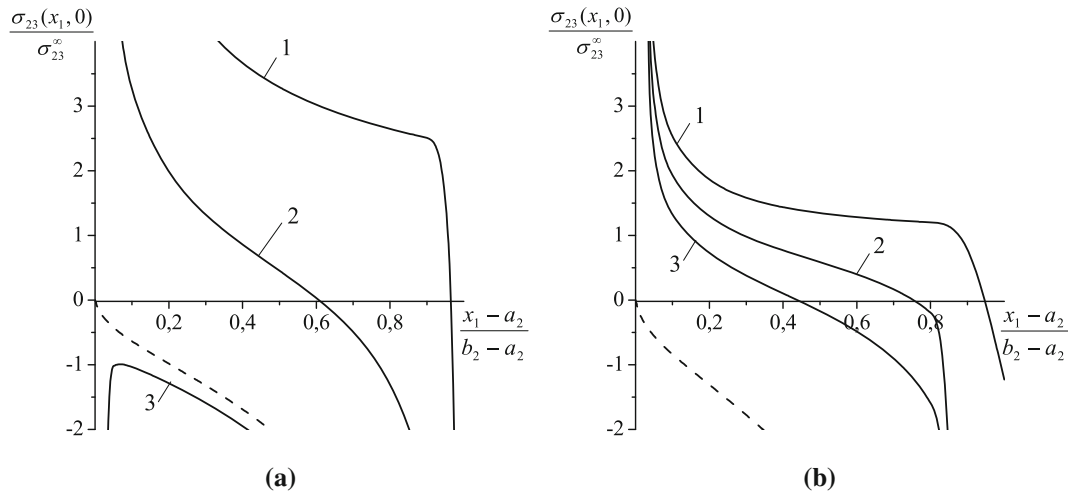 σ₂₃(x₁, 0)
σ₂₃^∞
3
2
1
0
-1
-2
0,2
0,4
0,6
0,8
x₁ − a₂
b₂ − a₂
1
2
3
(a)
σ₂₃(x₁, 0)
σ₂₃^∞
3
2
1
0
-1
-2
0,2
0,4
0,6
0,8
x₁ − a₂
b₂ − a₂
1
2
3
(b)